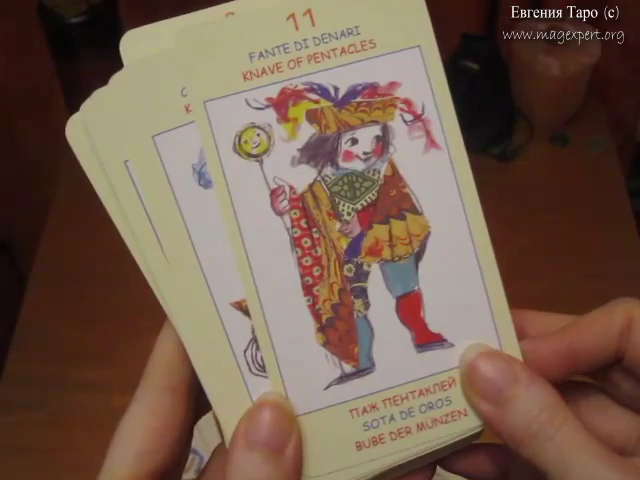 Евгения Таро (c)
www.magexpert.org
11
FANTE DI DENARI
KNAVE OF PENTACLES
ПАЖ ПЕНТАКЛЕЙ
SOTA DE OROS
BUBE DER MUNZEN